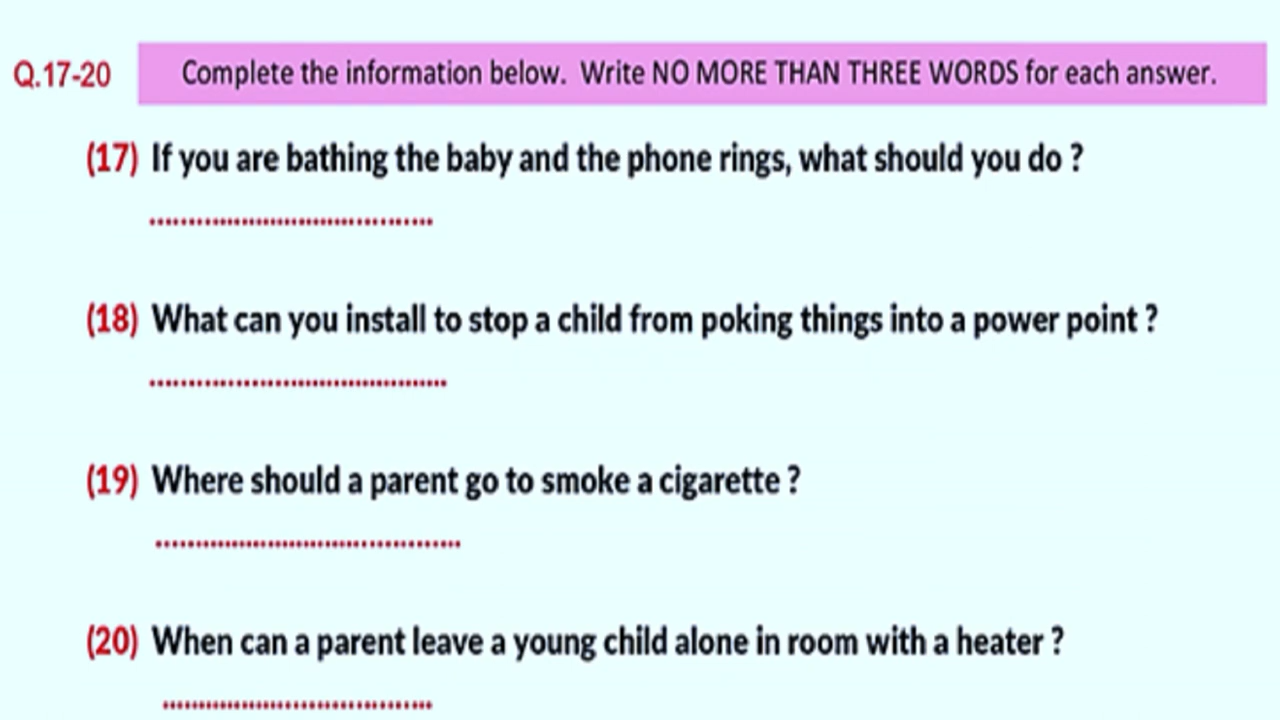 Q.17-20 Complete the information below. Write NO MORE THAN THREE WORDS for each answer.
(17) If you are bathing the baby and the phone rings, what should you do ?
........................................
(18) What can you install to stop a child from poking things into a power point ?
..........................................
(19) Where should a parent go to smoke a cigarette ?
..........................................
(20) When can a parent leave a young child alone in room with a heater ?
......................................